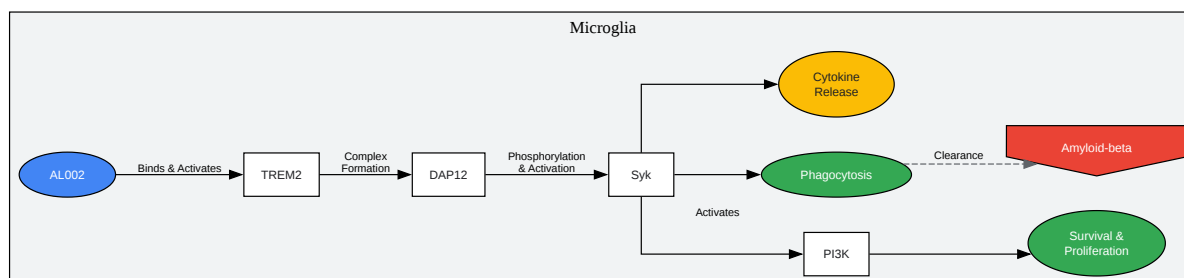 Microglia
Cytokine
Release
AL002
Binds & Activates
TREM2
Complex
Formation
DAP12
Phosphorylation
& Activation
Syk
Phagocytosis
Clearance
Amyloid-beta
Activates
PI3K
Survival &
Proliferation